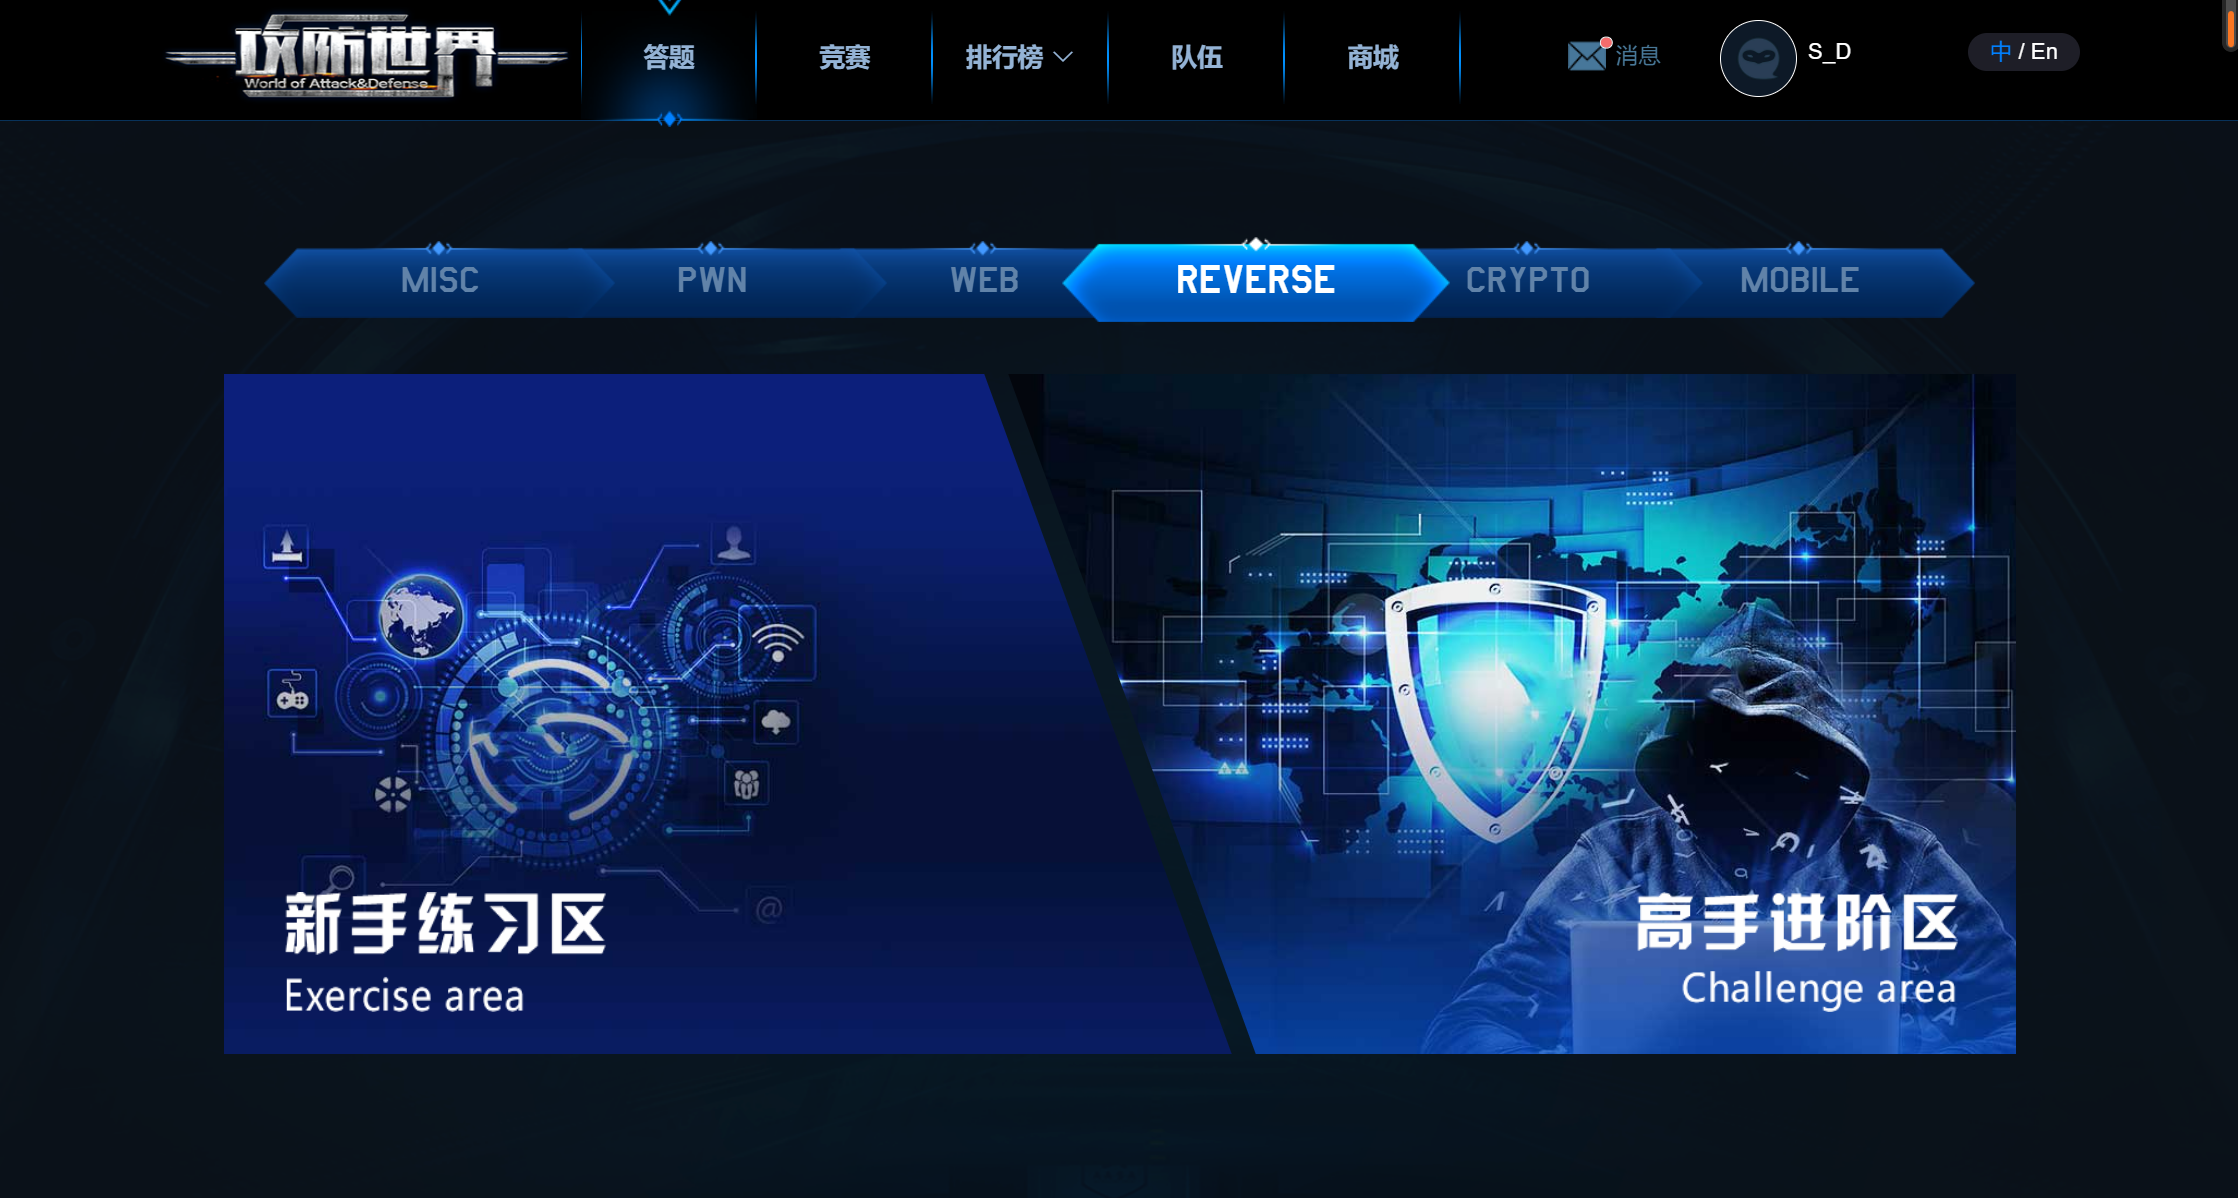 攻防世界
World of Attack&Defense
答题
竞赛
排行榜
队伍
商城
消息
S_D
中 / En
MISC
PWN
WEB
REVERSE
CRYPTO
MOBILE
新手练习区
Exercise area
高手进阶区
Challenge area